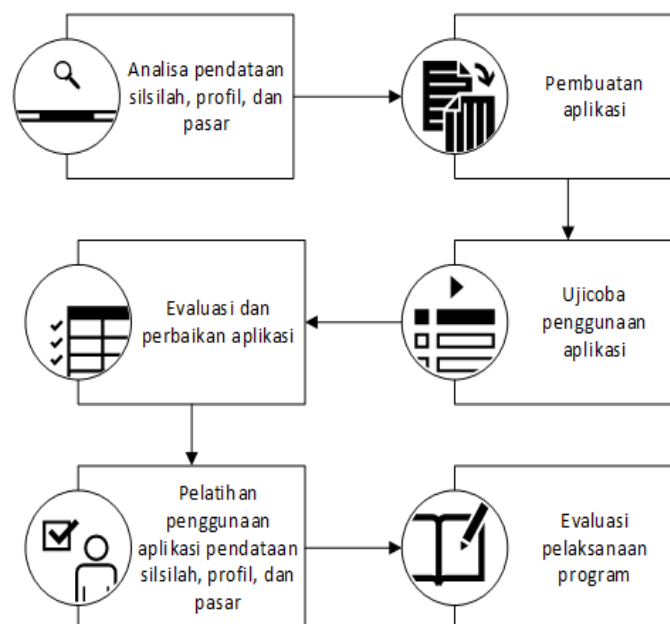 Analisa pendataan
silsilah, profil, dan
pasar
Pembuatan
aplikasi
Ujicoba
penggunaan
aplikasi
Evaluasi dan
perbaikan aplikasi
Pelatihan
penggunaan
aplikasi pendataan
silsilah, profil, dan
pasar
Evaluasi
pelaksanaan
program